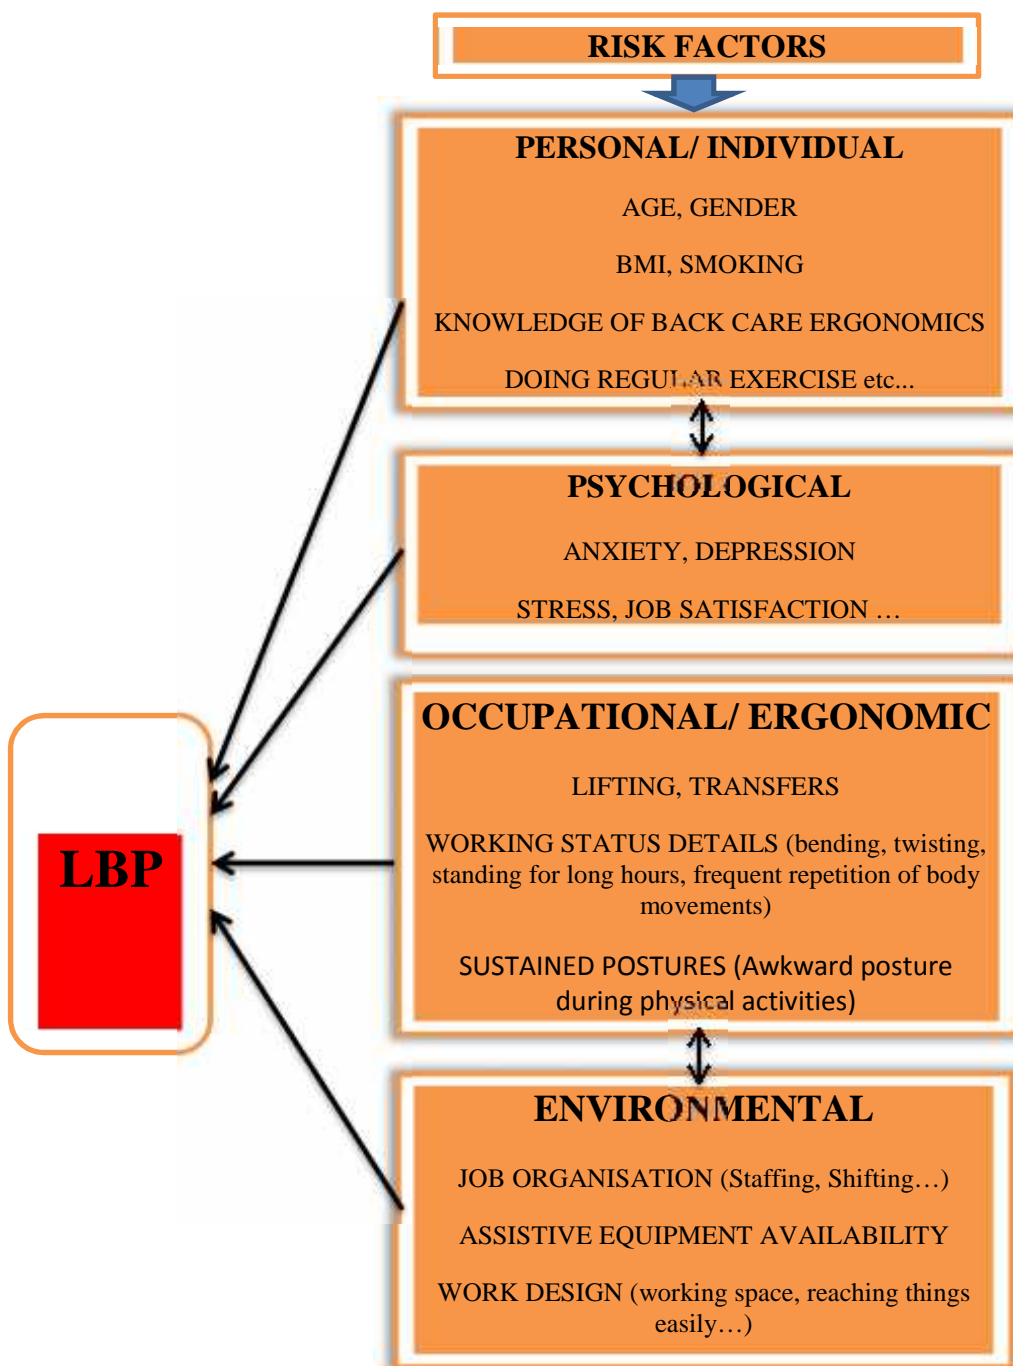 RISK FACTORS
PERSONAL/ INDIVIDUAL
AGE, GENDER
BMI, SMOKING
KNOWLEDGE OF BACK CARE ERGONOMICS
DOING REGULAR EXERCISE etc...
PSYCHOLOGICAL
ANXIETY, DEPRESSION
STRESS, JOB SATISFACTION …
OCCUPATIONAL/ ERGONOMIC
LIFTING, TRANSFERS
WORKING STATUS DETAILS (bending, twisting,
standing for long hours, frequent repetition of body
movements)
SUSTAINED POSTURES (Awkward posture
during physical activities)
LBP
ENVIRONMENTAL
JOB ORGANISATION (Staffing, Shifting…)
ASSISTIVE EQUIPMENT AVAILABILITY
WORK DESIGN (working space, reaching things
easily…)